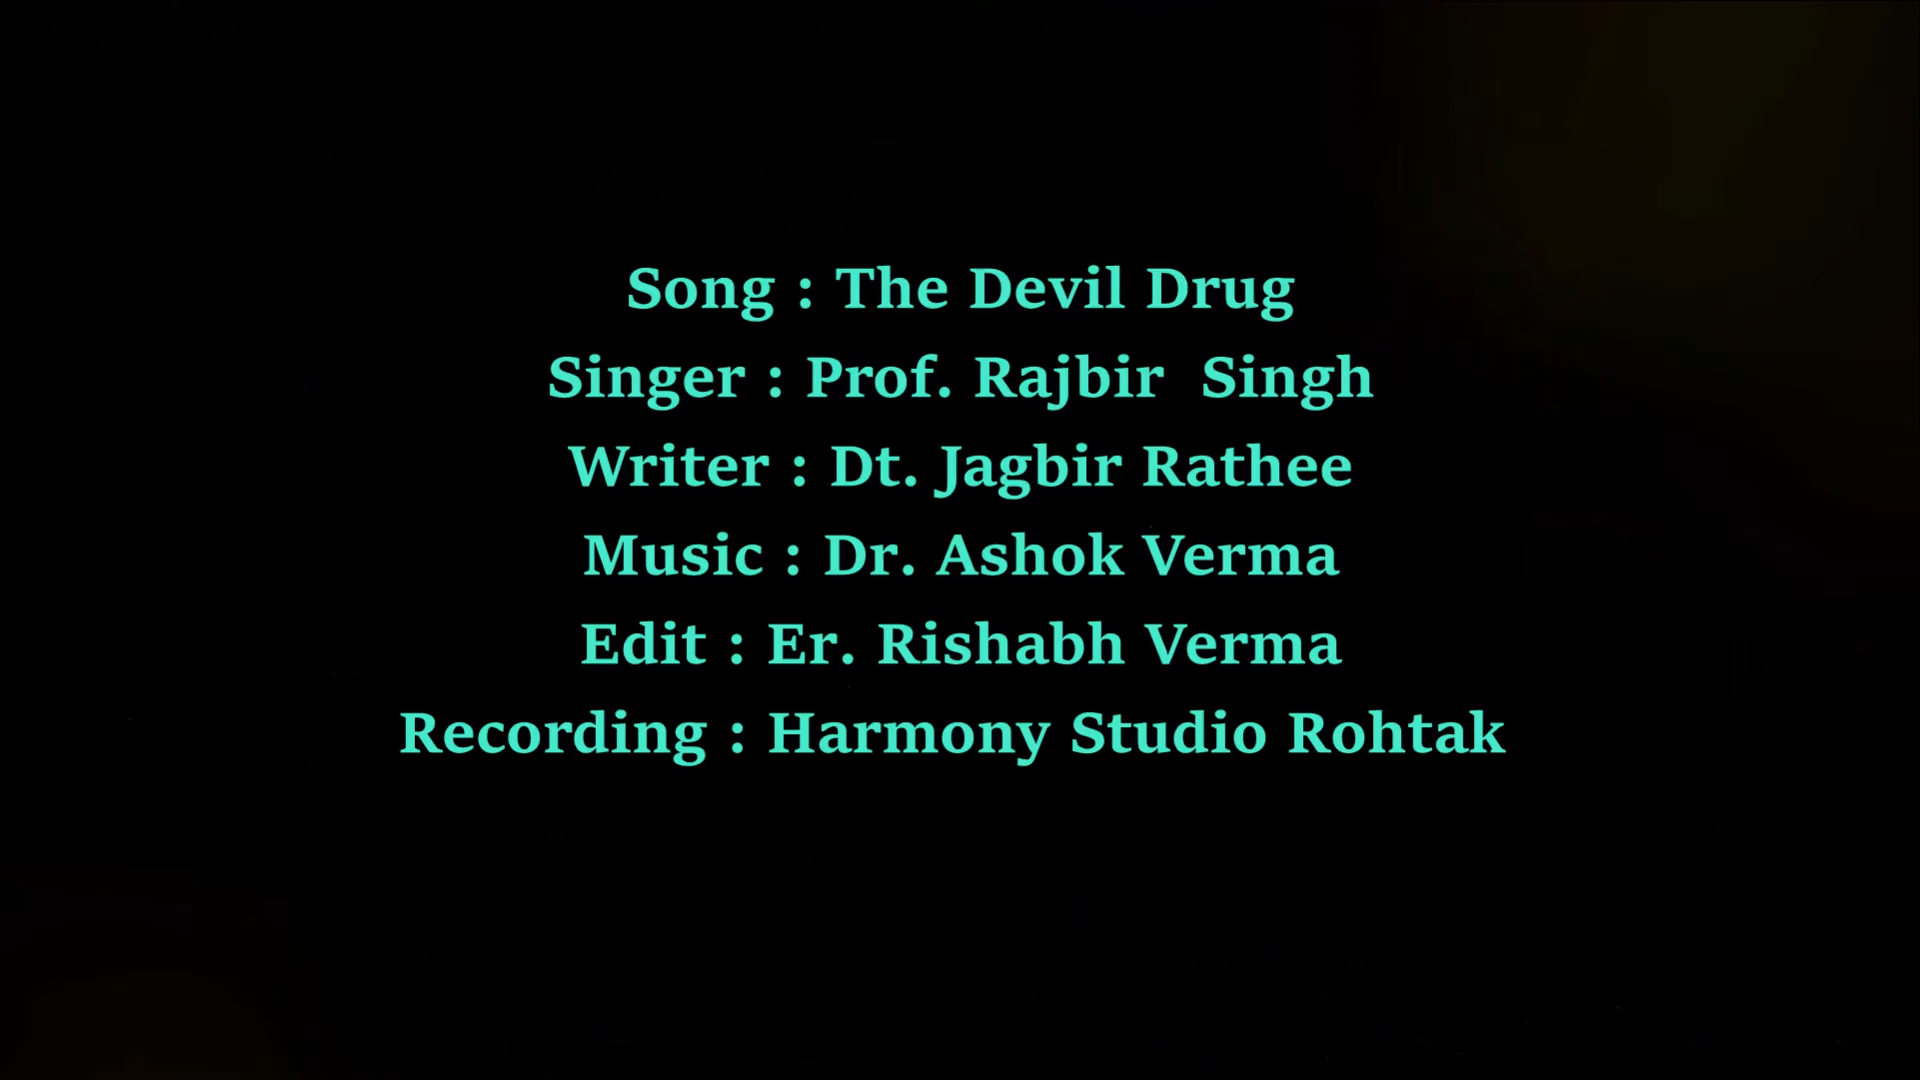 Song : The Devil Drug
Singer : Prof. Rajbir  Singh
Writer : Dt. Jagbir Rathee
Music : Dr. Ashok Verma
Edit : Er. Rishabh Verma
Recording : Harmony Studio Rohtak